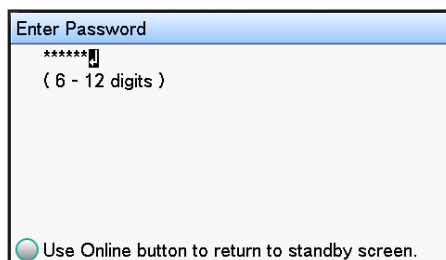 Enter Password
******↲
( 6 - 12 digits )
Use Online button to return to standby screen.